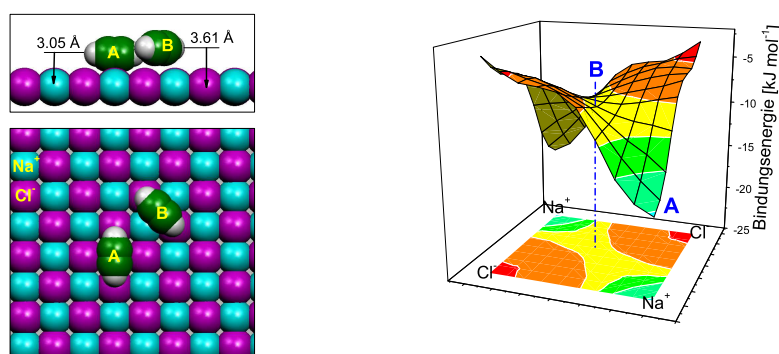 3.05 Å
3.61 Å
A
B
Na+
Cl-
B
A
B
A
Na+
Cl-
Cl-
Na+
-5
-10
-15
-20
-25
Bindungsenergie [kJ mol-1]